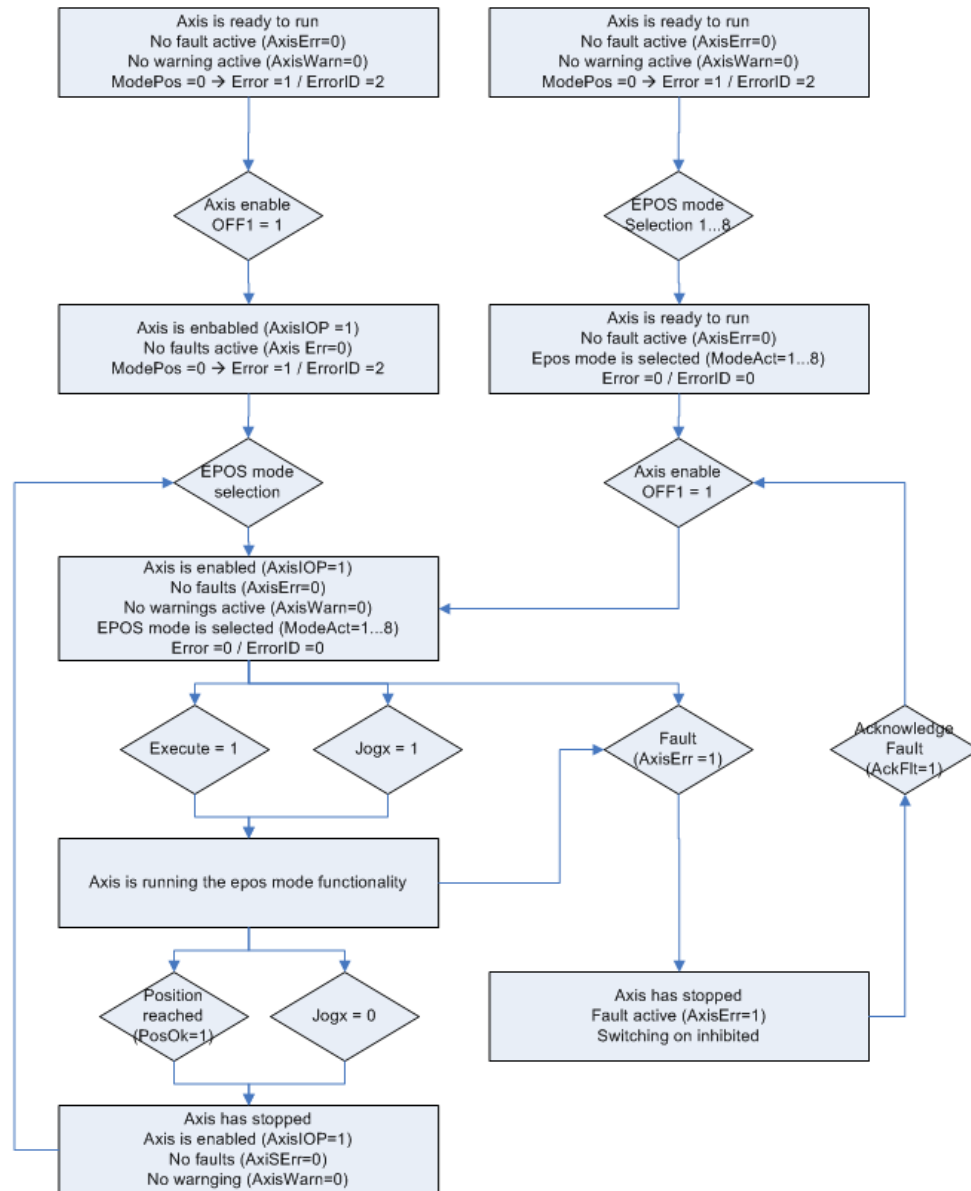 Axis is ready to run
No fault active (AxisErr=0)
No warning active (AxisWarn=0)
ModePos =0 → Error =1 / ErrorID =2
Axis is ready to run
No fault active (AxisErr=0)
No warning active (AxisWarn=0)
ModePos =0 → Error =1 / ErrorID =2
Axis enable
OFF1 = 1
EPOS mode
Selection 1...8
Axis is enbabled (AxisIOP =1)
No faults active (Axis Err=0)
ModePos =0 → Error =1 / ErrorID =2
Axis is ready to run
No fault active (AxisErr=0)
Epos mode is selected (ModeAct=1...8)
Error =0 / ErrorID =0
EPOS mode
selection
Axis enable
OFF1 = 1
Axis is enabled (AxisIOP=1)
No faults (AxisErr=0)
No warnings active (AxisWarn=0)
EPOS mode is selected (ModeAct=1...8)
Error =0 / ErrorID =0
Execute = 1
Jogx = 1
Fault
(AxisErr =1)
Acknowledge
Fault
(AckFlt=1)
Axis is running the epos mode functionality
Position
reached
(PosOk=1)
Jogx = 0
Axis has stopped
Fault active (AxisErr=1)
Switching on inhibited
Axis has stopped
Axis is enabled (AxisIOP=1)
No faults (AxiSErr=0)
No warnging (AxisWarn=0)